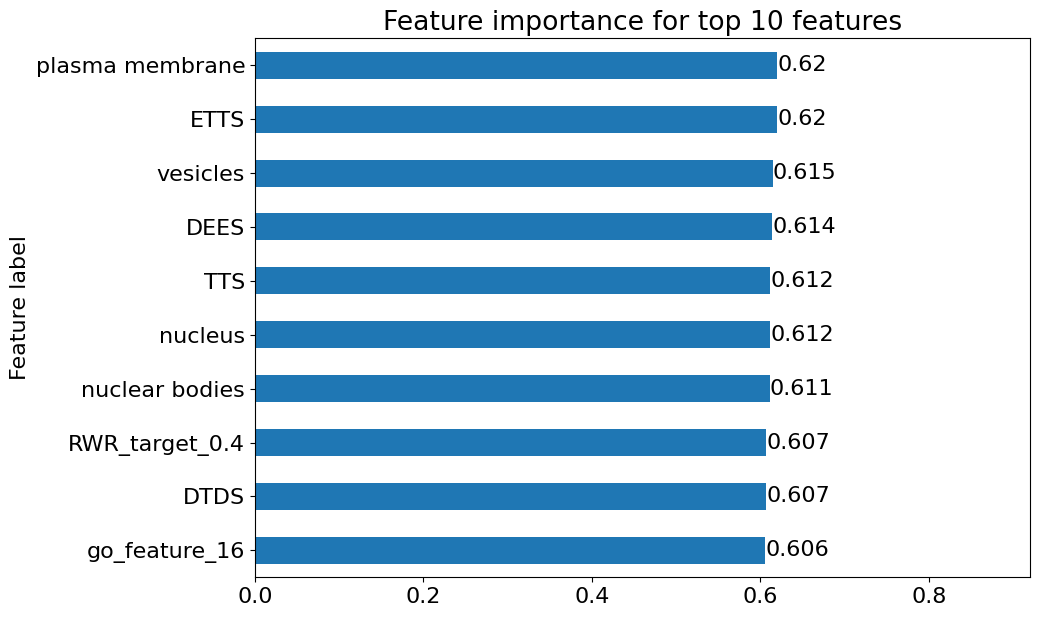 Feature importance for top 10 features
Feature label
plasma membrane 0.62
ETTS 0.62
vesicles 0.615
DEES 0.614
TTS 0.612
nucleus 0.612
nuclear bodies 0.611
RWR_target_0.4 0.607
DTDS 0.607
go_feature_16 0.606
0.0 0.2 0.4 0.6 0.8